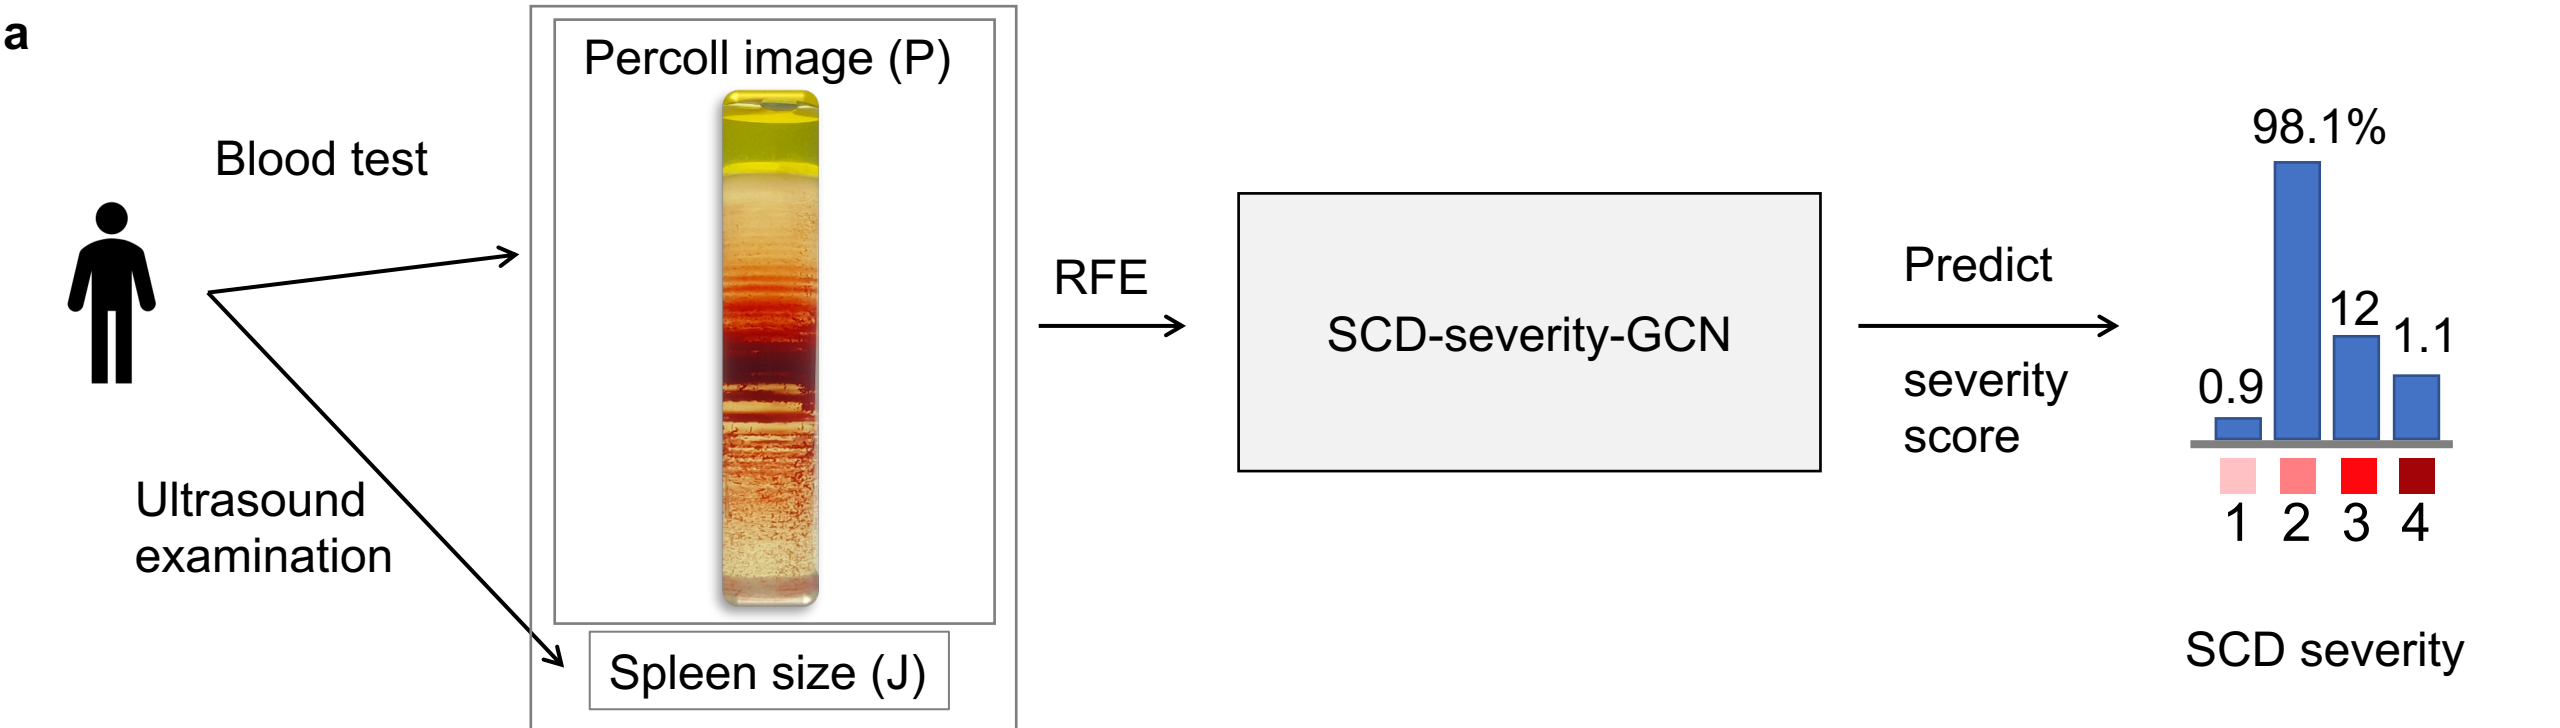 a
Percoll image (P)
Blood test
Ultrasound
examination
Spleen size (J)
RFE
SCD-severity-GCN
Predict
severity
score
98.1%
12
1.1
0.9
1 2 3 4
SCD severity